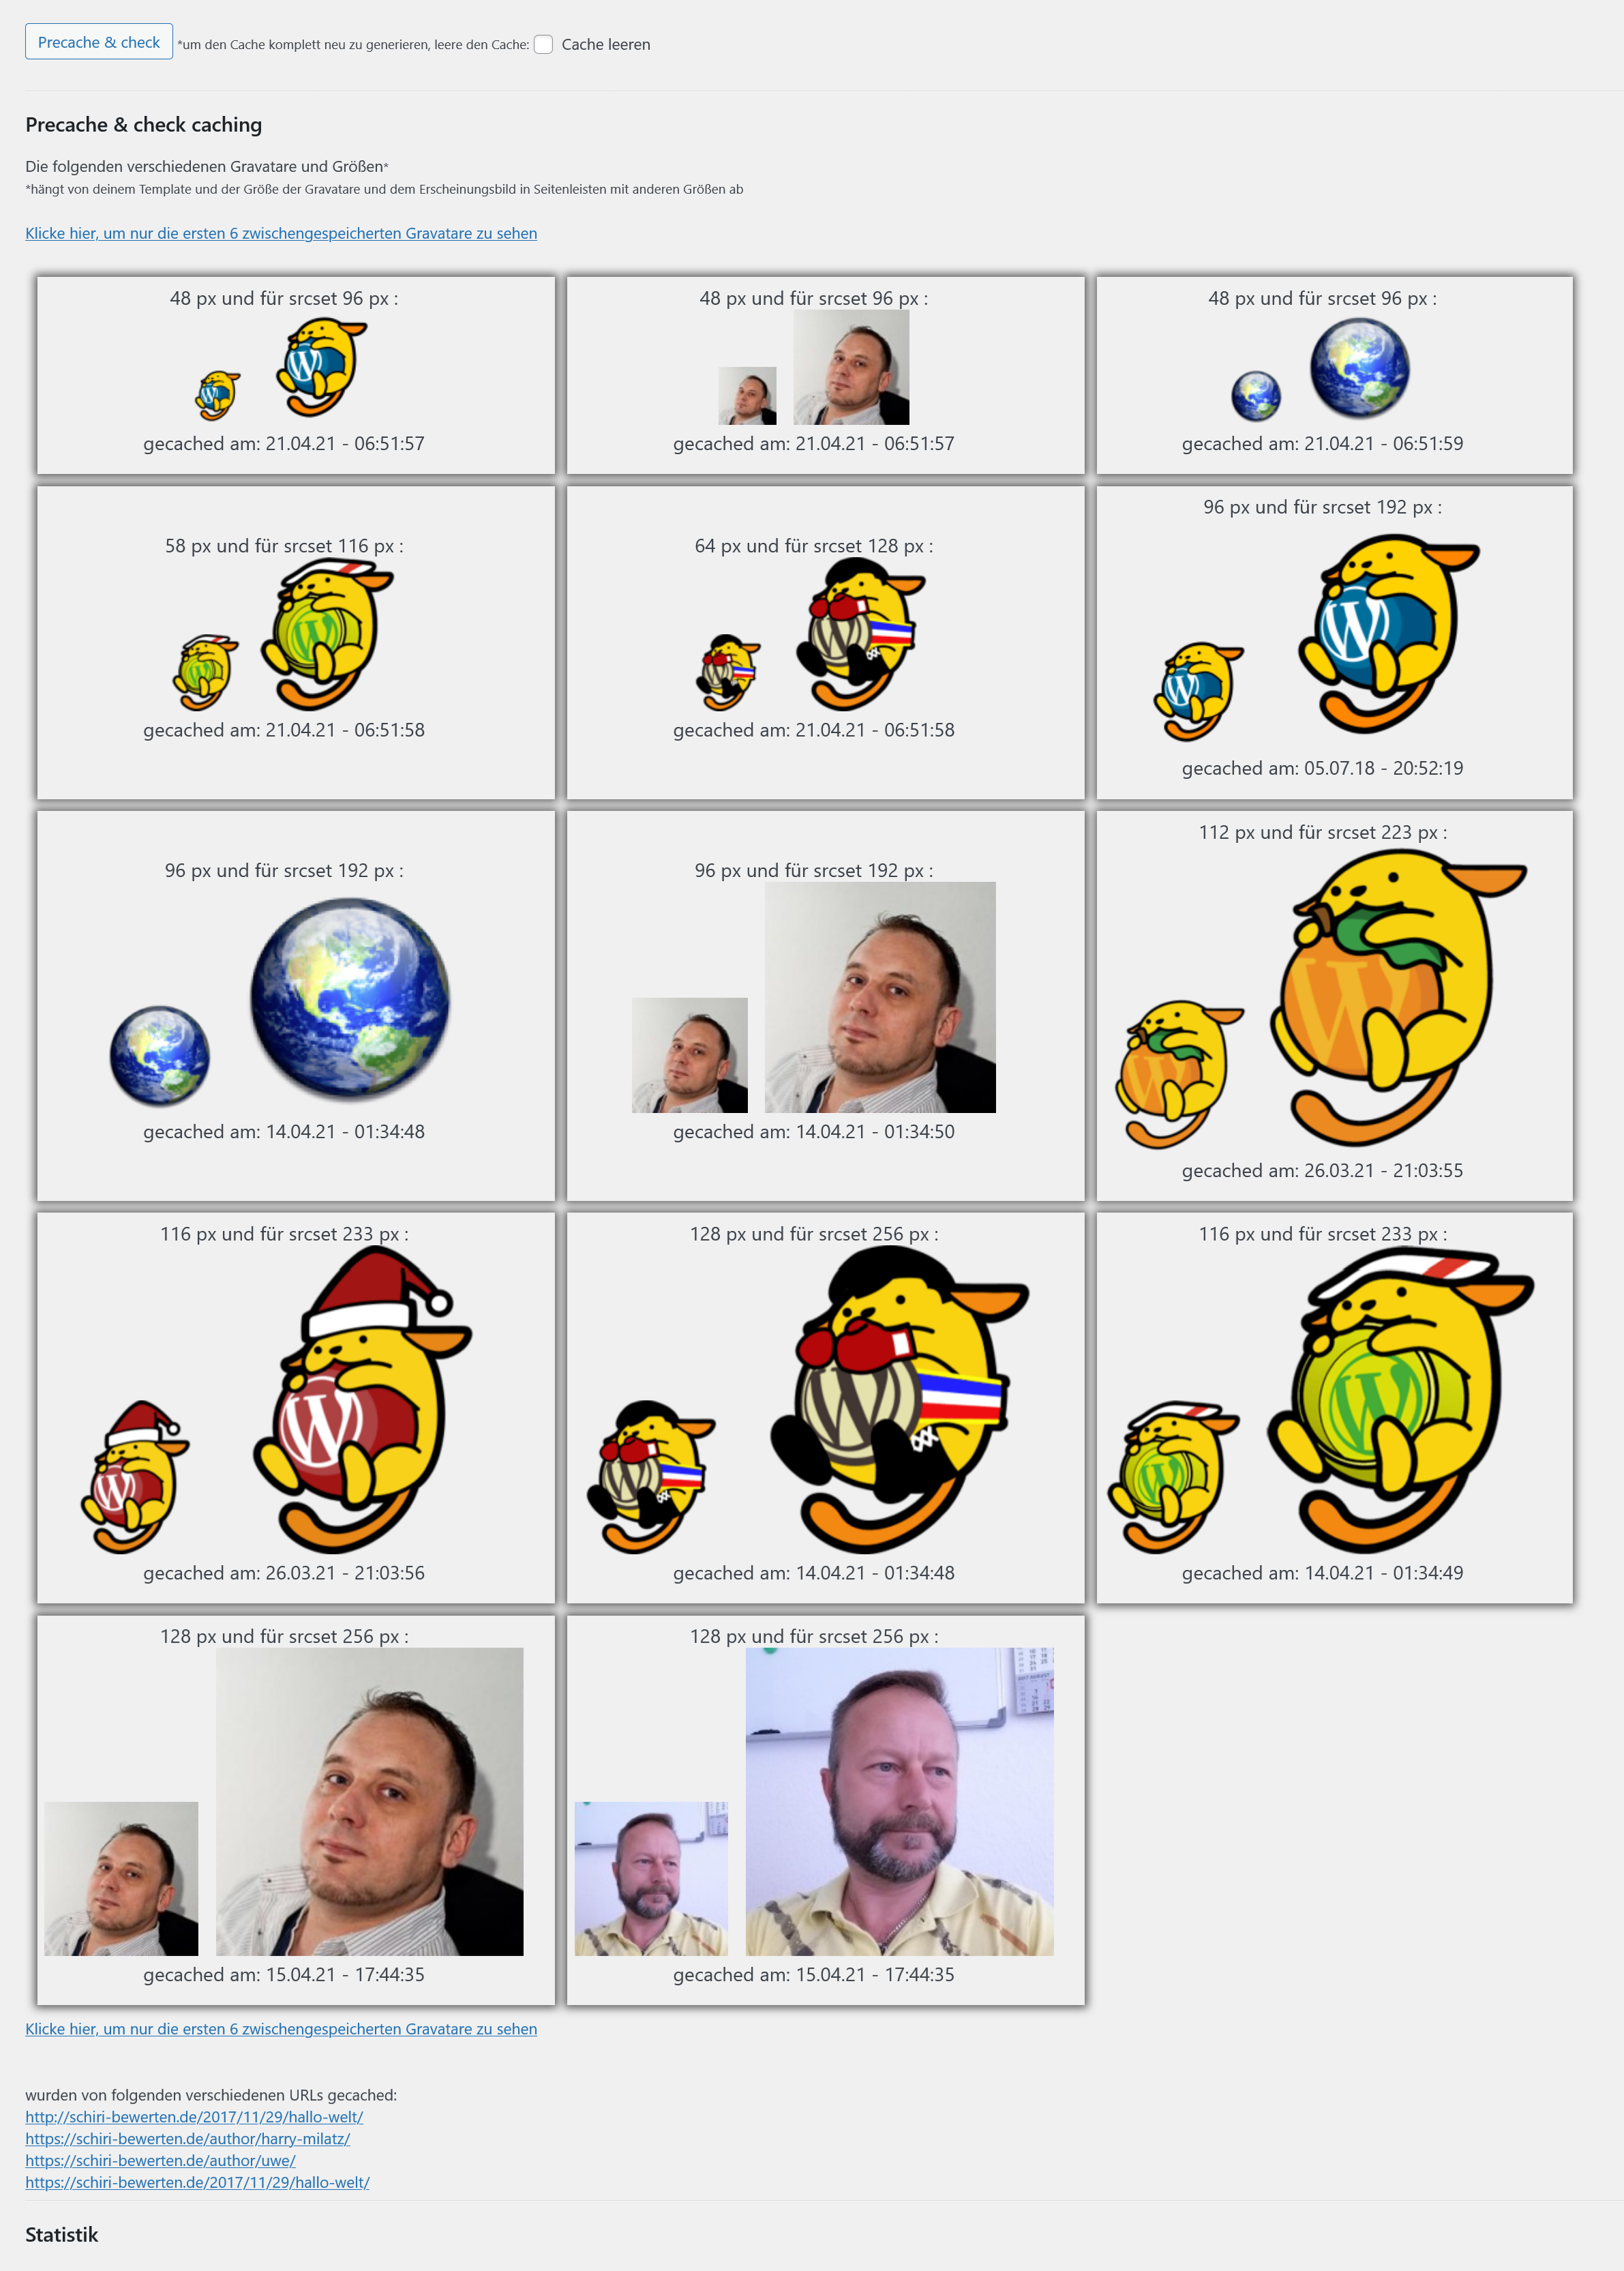 Precache & check *um den Cache komplett neu zu generieren, leere den Cache: Cache leeren
Precache & check caching
Die folgenden verschiedenen Gravatare und Größen*
*hängt von deinem Template und der Größe der Gravatare und dem Erscheinungsbild in Seitenleisten mit anderen Größen ab
Klicke hier, um nur die ersten 6 zwischengespeicherten Gravatare zu sehen
48 px und für srcset 96 px :
gecached am: 21.04.21 - 06:51:57
48 px und für srcset 96 px :
gecached am: 21.04.21 - 06:51:57
48 px und für srcset 96 px :
gecached am: 21.04.21 - 06:51:59
58 px und für srcset 116 px :
gecached am: 21.04.21 - 06:51:58
64 px und für srcset 128 px :
gecached am: 21.04.21 - 06:51:58
96 px und für srcset 192 px :
gecached am: 05.07.18 - 20:52:19
96 px und für srcset 192 px :
gecached am: 14.04.21 - 01:34:48
96 px und für srcset 192 px :
gecached am: 14.04.21 - 01:34:50
112 px und für srcset 223 px :
gecached am: 26.03.21 - 21:03:55
116 px und für srcset 233 px :
gecached am: 26.03.21 - 21:03:56
128 px und für srcset 256 px :
gecached am: 14.04.21 - 01:34:48
116 px und für srcset 233 px :
gecached am: 14.04.21 - 01:34:49
128 px und für srcset 256 px :
gecached am: 15.04.21 - 17:44:35
128 px und für srcset 256 px :
gecached am: 15.04.21 - 17:44:35
Klicke hier, um nur die ersten 6 zwischengespeicherten Gravatare zu sehen
wurden von folgenden verschiedenen URLs gecached:
http://schiri-bewerten.de/2017/11/29/hallo-welt/
https://schiri-bewerten.de/author/harry-milatz/
https://schiri-bewerten.de/author/uwe/
https://schiri-bewerten.de/2017/11/29/hallo-welt/
Statistik